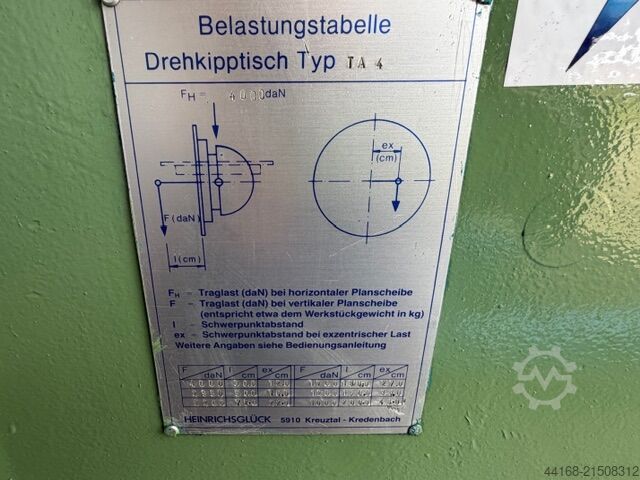 Belastungstabelle
Drehkipptisch Typ TA 4
FH = 4000 daN
ex
(cm)
F (daN)
l (cm)
FH – Traglast (daN) bei horizontaler Planscheibe
F – Traglast (daN) bei vertikaler Planscheibe
(entspricht etwa dem Werkstückgewicht in kg)
l – Schwerpunktabstand
ex – Schwerpunktabstand bei exzentrischer Last
Weitere Angaben siehe Bedienungsanleitung
F daN l cm ex cm F daN l cm ex cm
4000
HEINRICHSGLÜCK 5910 Kreuztal - Kredenbach
44168-21508312